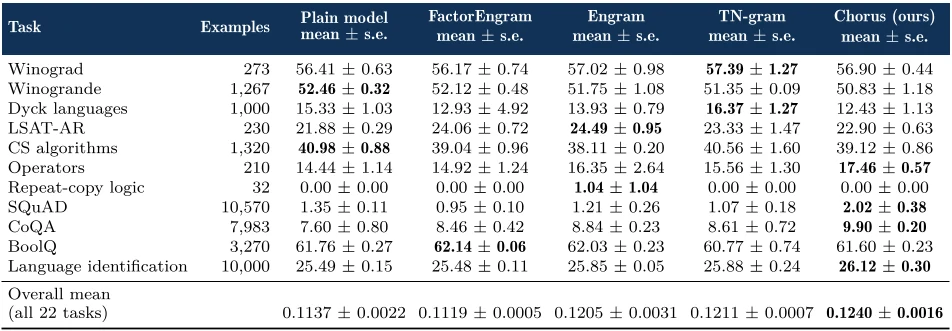 Task Examples Plain model mean ± s.e. FactorEngram mean ± s.e. Engram mean ± s.e. TN-gram mean ± s.e. Chorus (ours) mean ± s.e.
Winograd 273 56.41 ± 0.63 56.17 ± 0.74 57.02 ± 0.98 57.39 ± 1.27 56.90 ± 0.44
Winogrande 1,267 52.46 ± 0.32 52.12 ± 0.48 51.75 ± 1.08 51.35 ± 0.09 50.83 ± 1.18
Dyck languages 1,000 15.33 ± 1.03 12.93 ± 4.92 13.93 ± 0.79 16.37 ± 1.27 12.43 ± 1.13
LSAT-AR 230 21.88 ± 0.29 24.06 ± 0.72 24.49 ± 0.95 23.33 ± 1.47 22.90 ± 0.63
CS algorithms 1,320 40.98 ± 0.88 39.04 ± 0.96 38.11 ± 0.20 40.56 ± 1.60 39.12 ± 0.86
Operators 210 14.44 ± 1.14 14.92 ± 1.24 16.35 ± 2.64 15.56 ± 1.30 17.46 ± 0.57
Repeat-copy logic 32 0.00 ± 0.00 0.00 ± 0.00 1.04 ± 1.04 0.00 ± 0.00 0.00 ± 0.00
SQuAD 10,570 1.35 ± 0.11 0.95 ± 0.10 1.21 ± 0.26 1.07 ± 0.18 2.02 ± 0.38
CoQA 7,983 7.60 ± 0.80 8.46 ± 0.42 8.84 ± 0.23 8.61 ± 0.72 9.90 ± 0.20
BoolQ 3,270 61.76 ± 0.27 62.14 ± 0.06 62.03 ± 0.23 60.77 ± 0.74 61.60 ± 0.23
Language identification 10,000 25.49 ± 0.15 25.48 ± 0.11 25.85 ± 0.05 25.88 ± 0.24 26.12 ± 0.30
Overall mean
(all 22 tasks) 0.1137 ± 0.0022 0.1119 ± 0.0005 0.1205 ± 0.0031 0.1211 ± 0.0007 0.1240 ± 0.0016